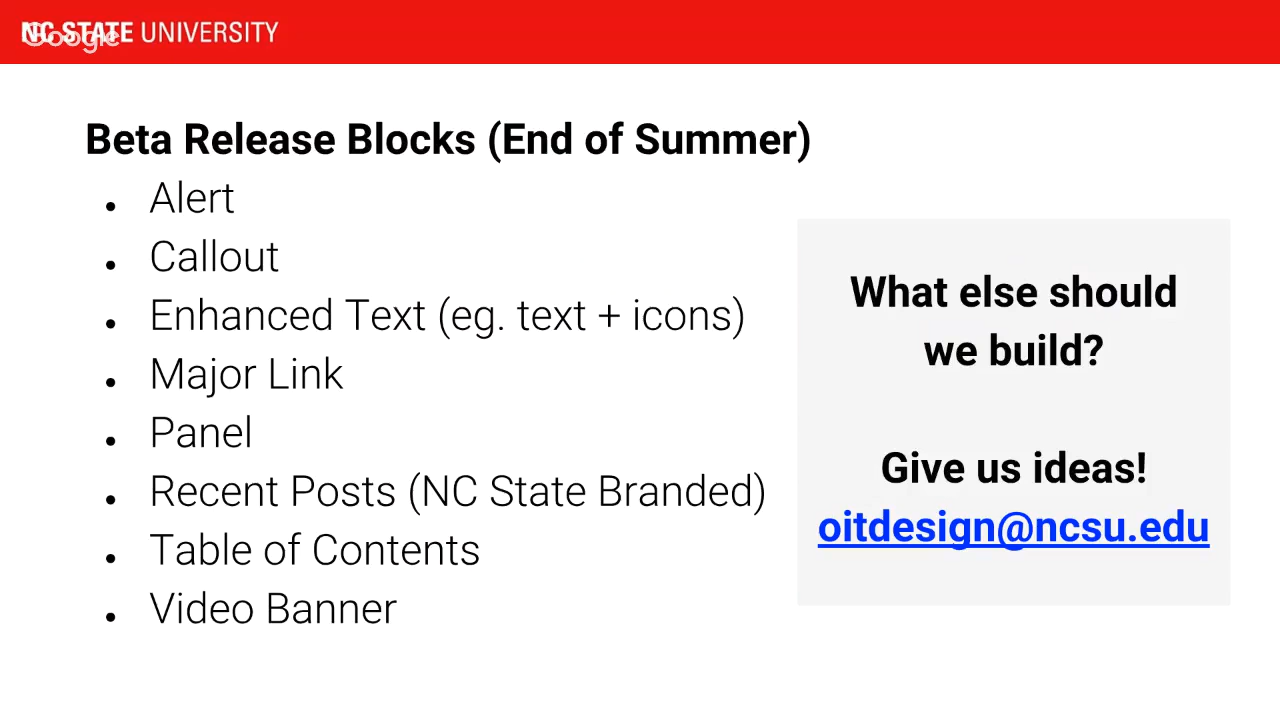 NC STATE UNIVERSITY
Google
Beta Release Blocks (End of Summer)
• Alert
• Callout
• Enhanced Text (eg. text + icons)
• Major Link
• Panel
• Recent Posts (NC State Branded)
• Table of Contents
• Video Banner
What else should
we build?
Give us ideas!
oitdesign@ncsu.edu